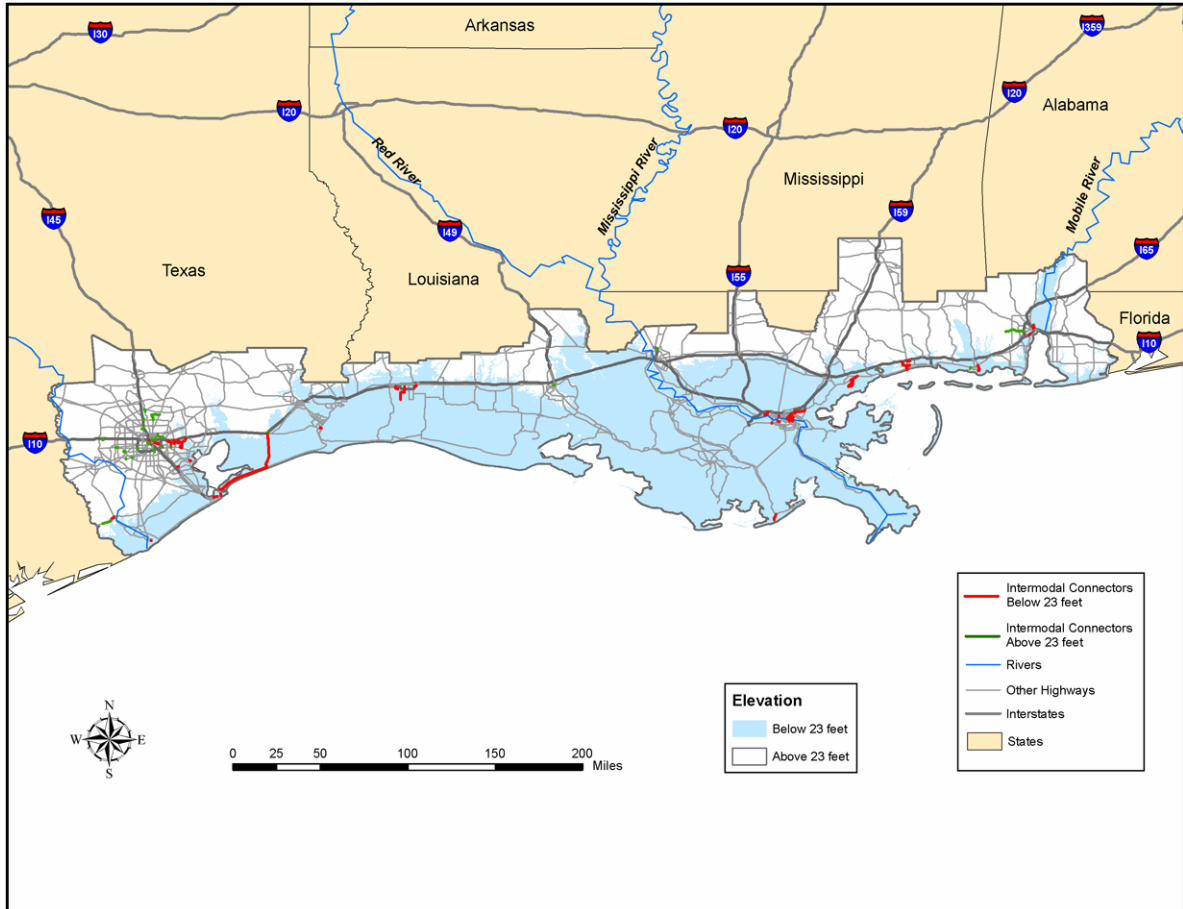 Arkansas
I30
I359
I20
I20
I20
Alabama
Red River
Mississippi River
Mississippi
Mobile River
I45
I49
I59
I65
Texas
Louisiana
I55
Florida
I10
I10
Intermodal Connectors
Below 23 feet
Intermodal Connectors
Above 23 feet
Rivers
Other Highways
Interstates
States
Elevation
Below 23 feet
Above 23 feet
N
W E
S
0 25 50 100 150 200
Miles